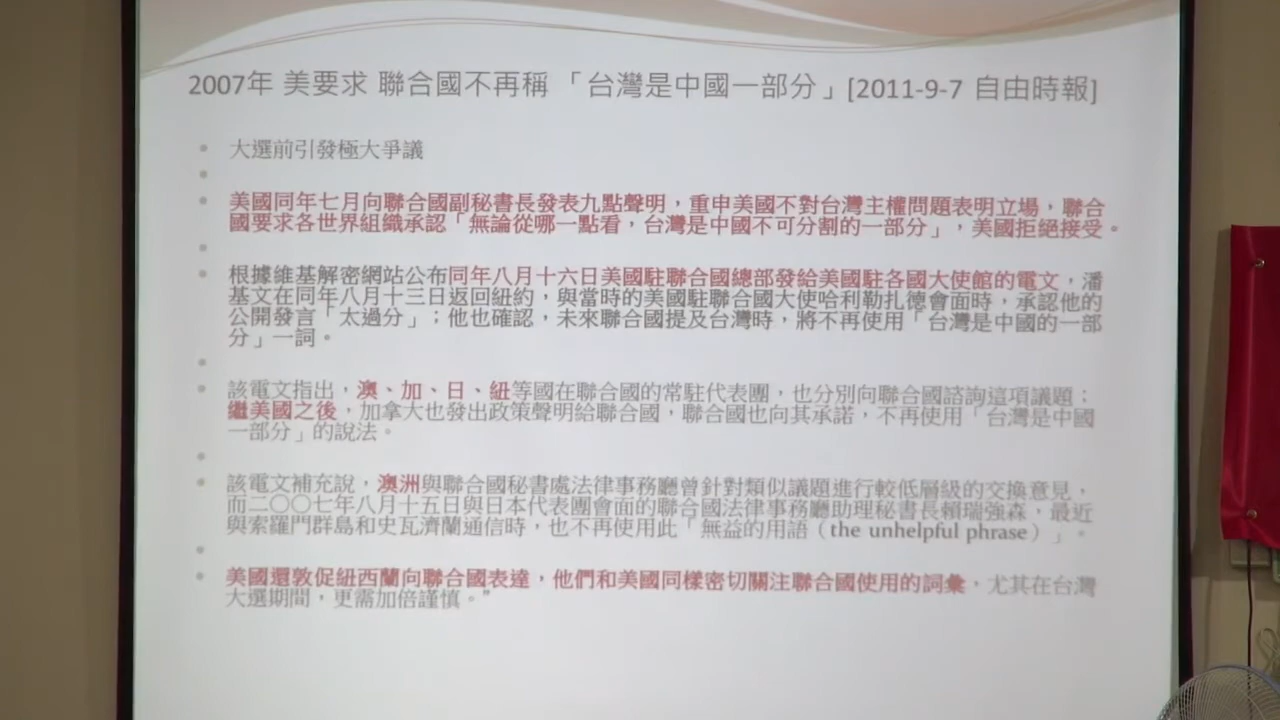 2007年 美要求 聯合國不再稱 「台灣是中國一部分」[2011-9-7 自由時報]
• 大選前引發極大爭議
•
• 美國同年七月向聯合國副秘書長發表九點聲明，重申美國不對台灣主權問題表明立場，聯合
國要求各世界組織承認「無論從哪一點看，台灣是中國不可分割的一部分」，美國拒絕接受。
•
• 根據維基解密網站公布同年八月十六日美國駐聯合國總部發給美國駐各國大使館的電文，潘
基文在同年八月十三日返回紐約，與當時的美國駐聯合國大使哈利勒扎德會面時，承認他的
公開發言「太過分」；他也確認，未來聯合國提及台灣時，將不再使用「台灣是中國的一部
分」一詞。
•
• 該電文指出，澳、加、日、紐等國在聯合國的常駐代表團，也分別向聯合國諮詢這項議題；
繼美國之後，加拿大也發出政策聲明給聯合國，聯合國也向其承諾，不再使用「台灣是中國
一部分」的說法。
•
• 該電文補充說，澳洲與聯合國秘書處法律事務廳曾針對類似議題進行較低層級的交換意見，
而二〇〇七年八月十五日與日本代表團會面的聯合國法律事務廳助理秘書長賴瑞強森，最近
與索羅門群島和史瓦濟蘭通信時，也不再使用此「無益的用語（the unhelpful phrase）」。
•
• 美國還敦促紐西蘭向聯合國表達，他們和美國同樣密切關注聯合國使用的詞彙，尤其在台灣
大選期間，更需加倍謹慎。”